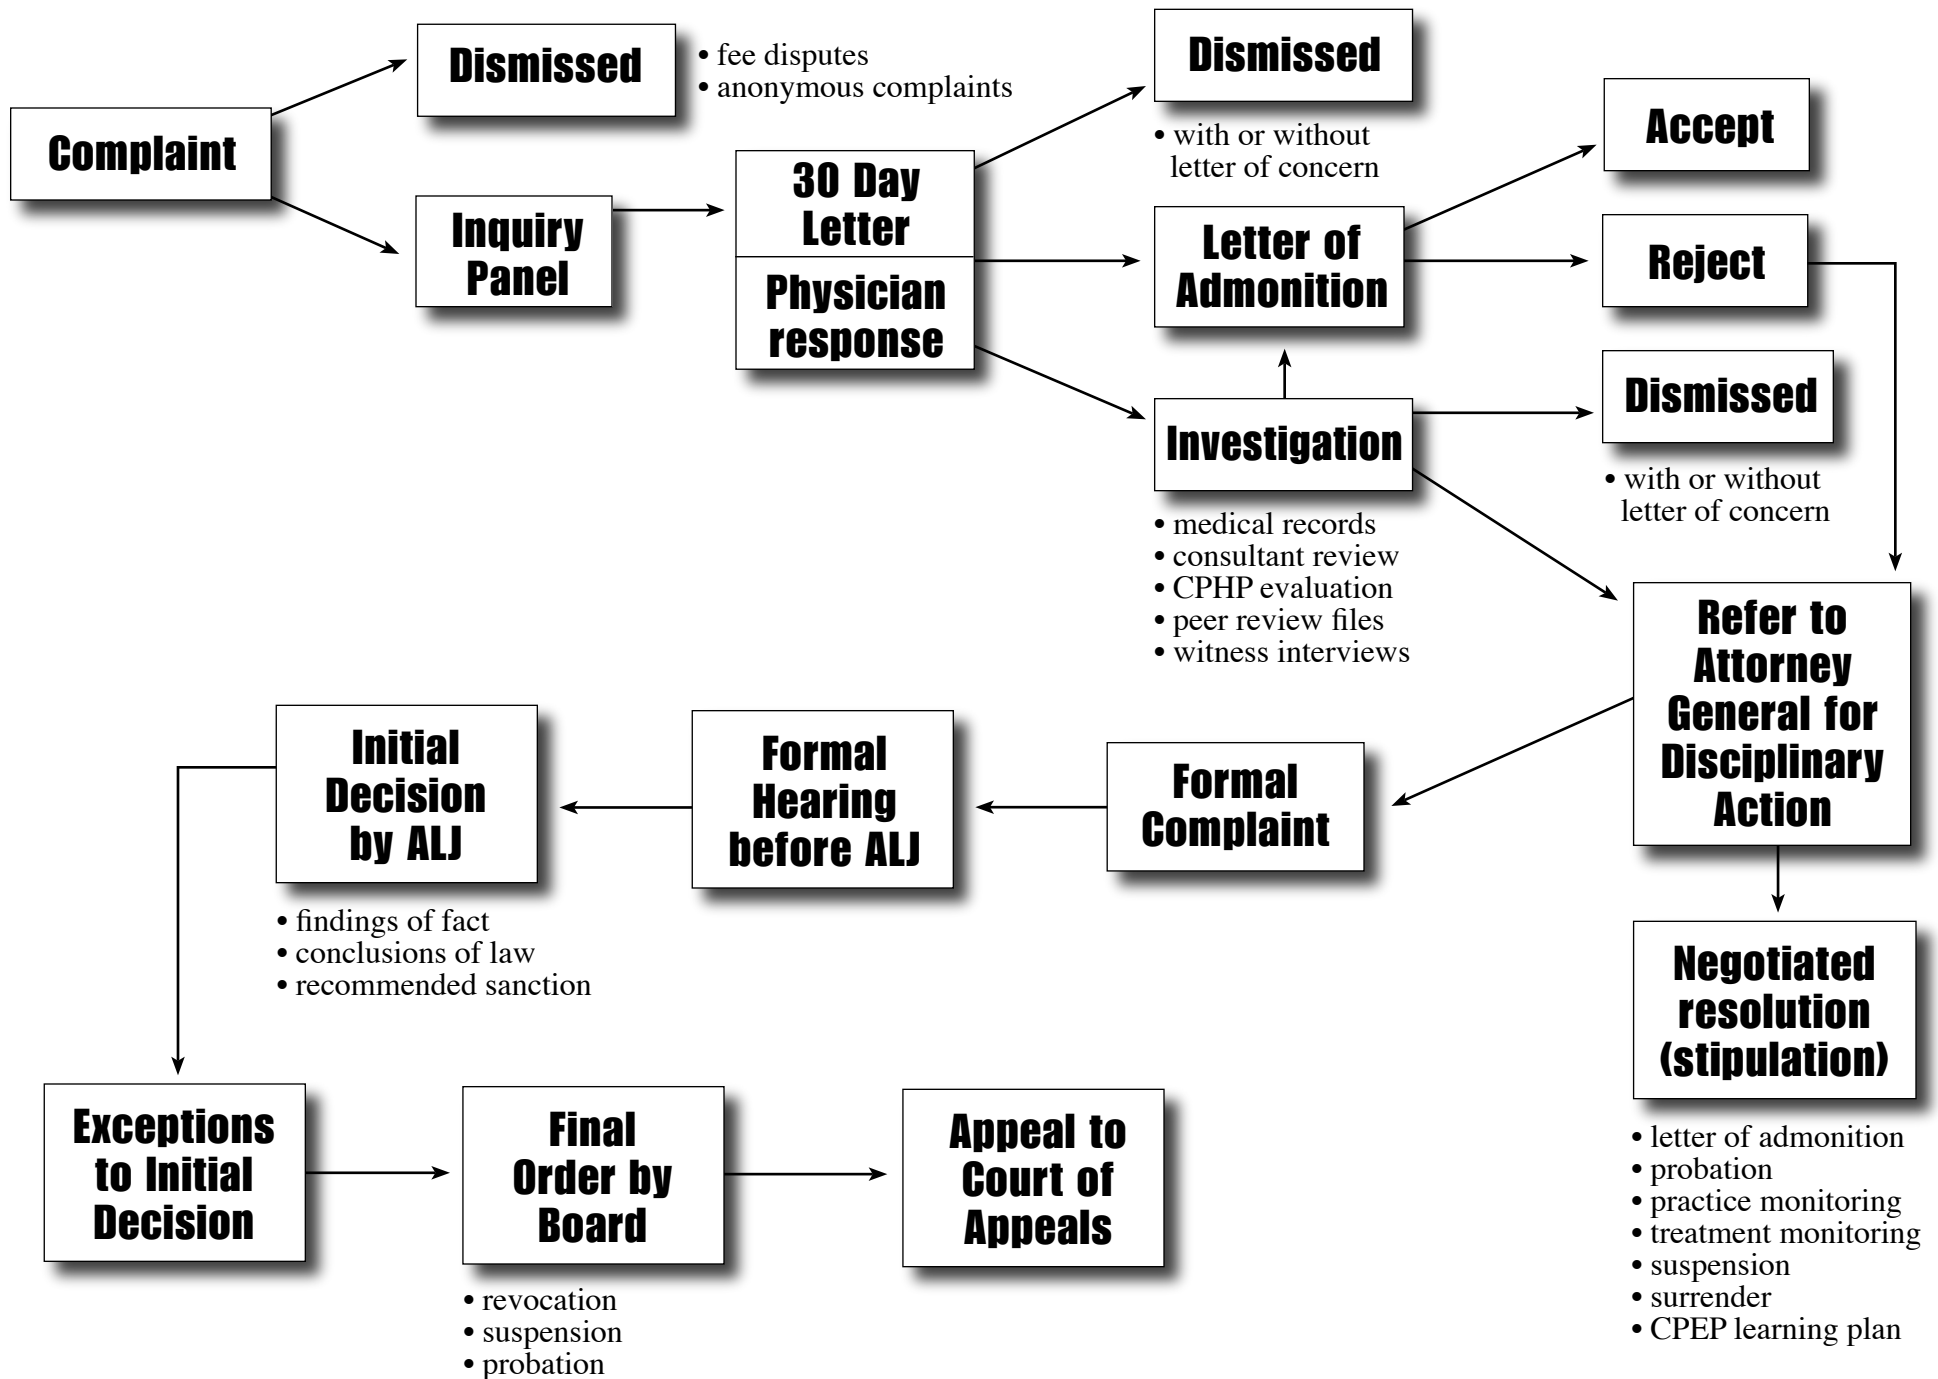 Complaint
Dismissed
• fee disputes
• anonymous complaints
Inquiry
Panel
30 Day
Letter
Physician
response
Dismissed
• with or without
letter of concern
Letter of
Admonition
Accept
Reject
Investigation
• medical records
• consultant review
• CPHP evaluation
• peer review files
• witness interviews
Dismissed
• with or without
letter of concern
Refer to
Attorney
General for
Disciplinary
Action
Negotiated
resolution
(stipulation)
• letter of admonition
• probation
• practice monitoring
• treatment monitoring
• suspension
• surrender
• CPEP learning plan
Formal
Complaint
Formal
Hearing
before ALJ
Initial
Decision
by ALJ
• findings of fact
• conclusions of law
• recommended sanction
Exceptions
to Initial
Decision
Final
Order by
Board
• revocation
• suspension
• probation
Appeal to
Court of
Appeals